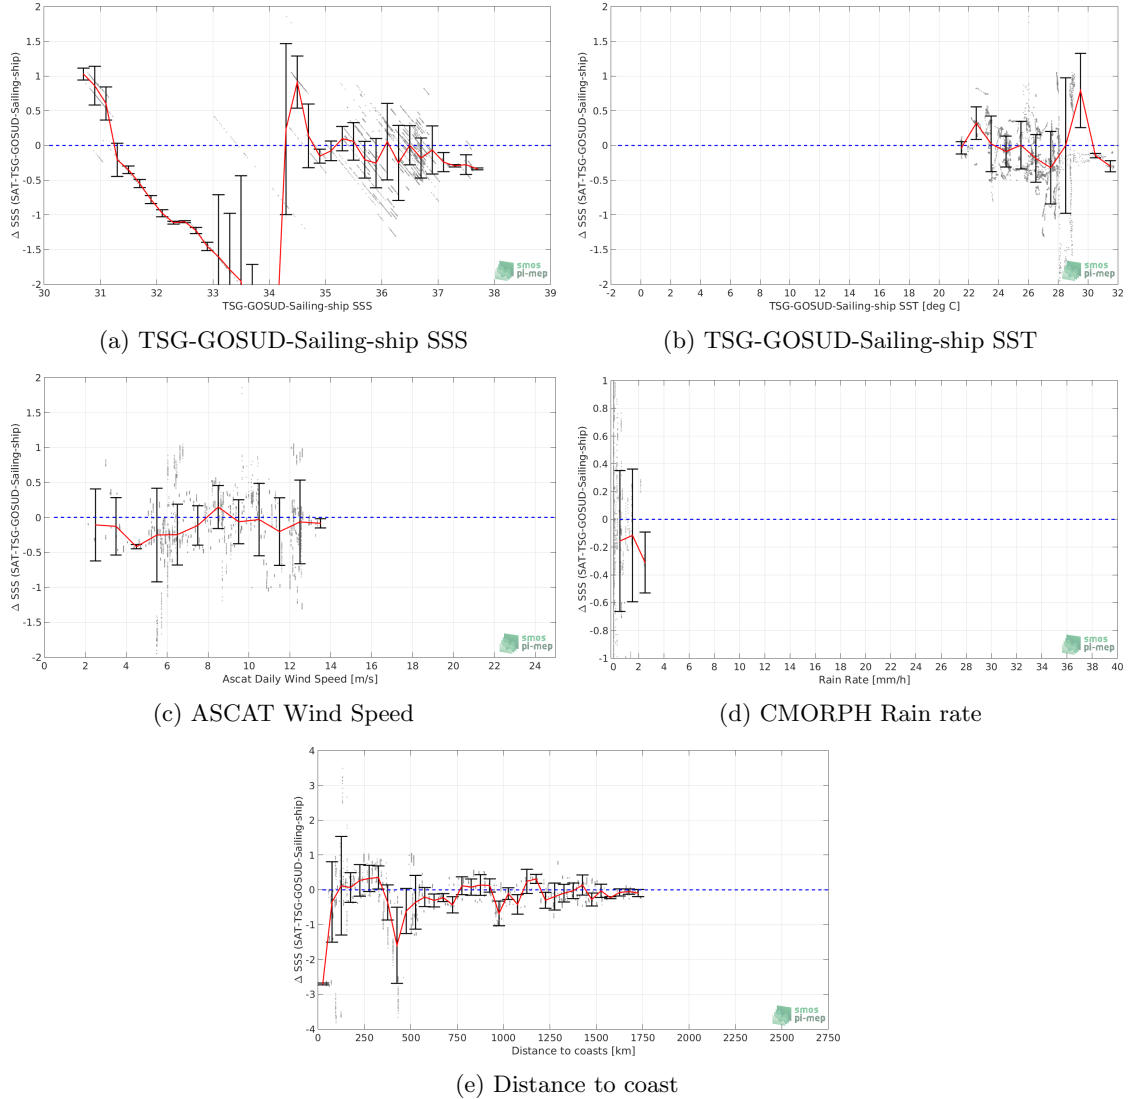 2
1.5
1
0.5
0
-0.5
-1
-1.5
-2
Δ SSS (SAT-TSG-GOSUD-Sailing-ship)
30 31 32 33 34 35 36 37 38 39
TSG-GOSUD-Sailing-ship SSS
smos
pi-mep
(a) TSG-GOSUD-Sailing-ship SSS
2
1.5
1
0.5
0
-0.5
-1
-1.5
-2
Δ SSS (SAT-TSG-GOSUD-Sailing-ship)
-2 0 2 4 6 8 10 12 14 16 18 20 22 24 26 28 30 32
TSG-GOSUD-Sailing-ship SST [deg C]
smos
pi-mep
(b) TSG-GOSUD-Sailing-ship SST
2
1.5
1
0.5
0
-0.5
-1
-1.5
-2
Δ SSS (SAT-TSG-GOSUD-Sailing-ship)
0 2 4 6 8 10 12 14 16 18 20 22 24
Ascat Daily Wind Speed [m/s]
smos
pi-mep
(c) ASCAT Wind Speed
1
0.8
0.6
0.4
0.2
0
-0.2
-0.4
-0.6
-0.8
-1
Δ SSS (SAT-TSG-GOSUD-Sailing-ship)
0 2 4 6 8 10 12 14 16 18 20 22 24 26 28 30 32 34 36 38 40
Rain Rate [mm/h]
smos
pi-mep
(d) CMORPH Rain rate
4
3
2
1
0
-1
-2
-3
-4
Δ SSS (SAT-TSG-GOSUD-Sailing-ship)
0 250 500 750 1000 1250 1500 1750 2000 2250 2500 2750
Distance to coasts [km]
smos
pi-mep
(e) Distance to coast